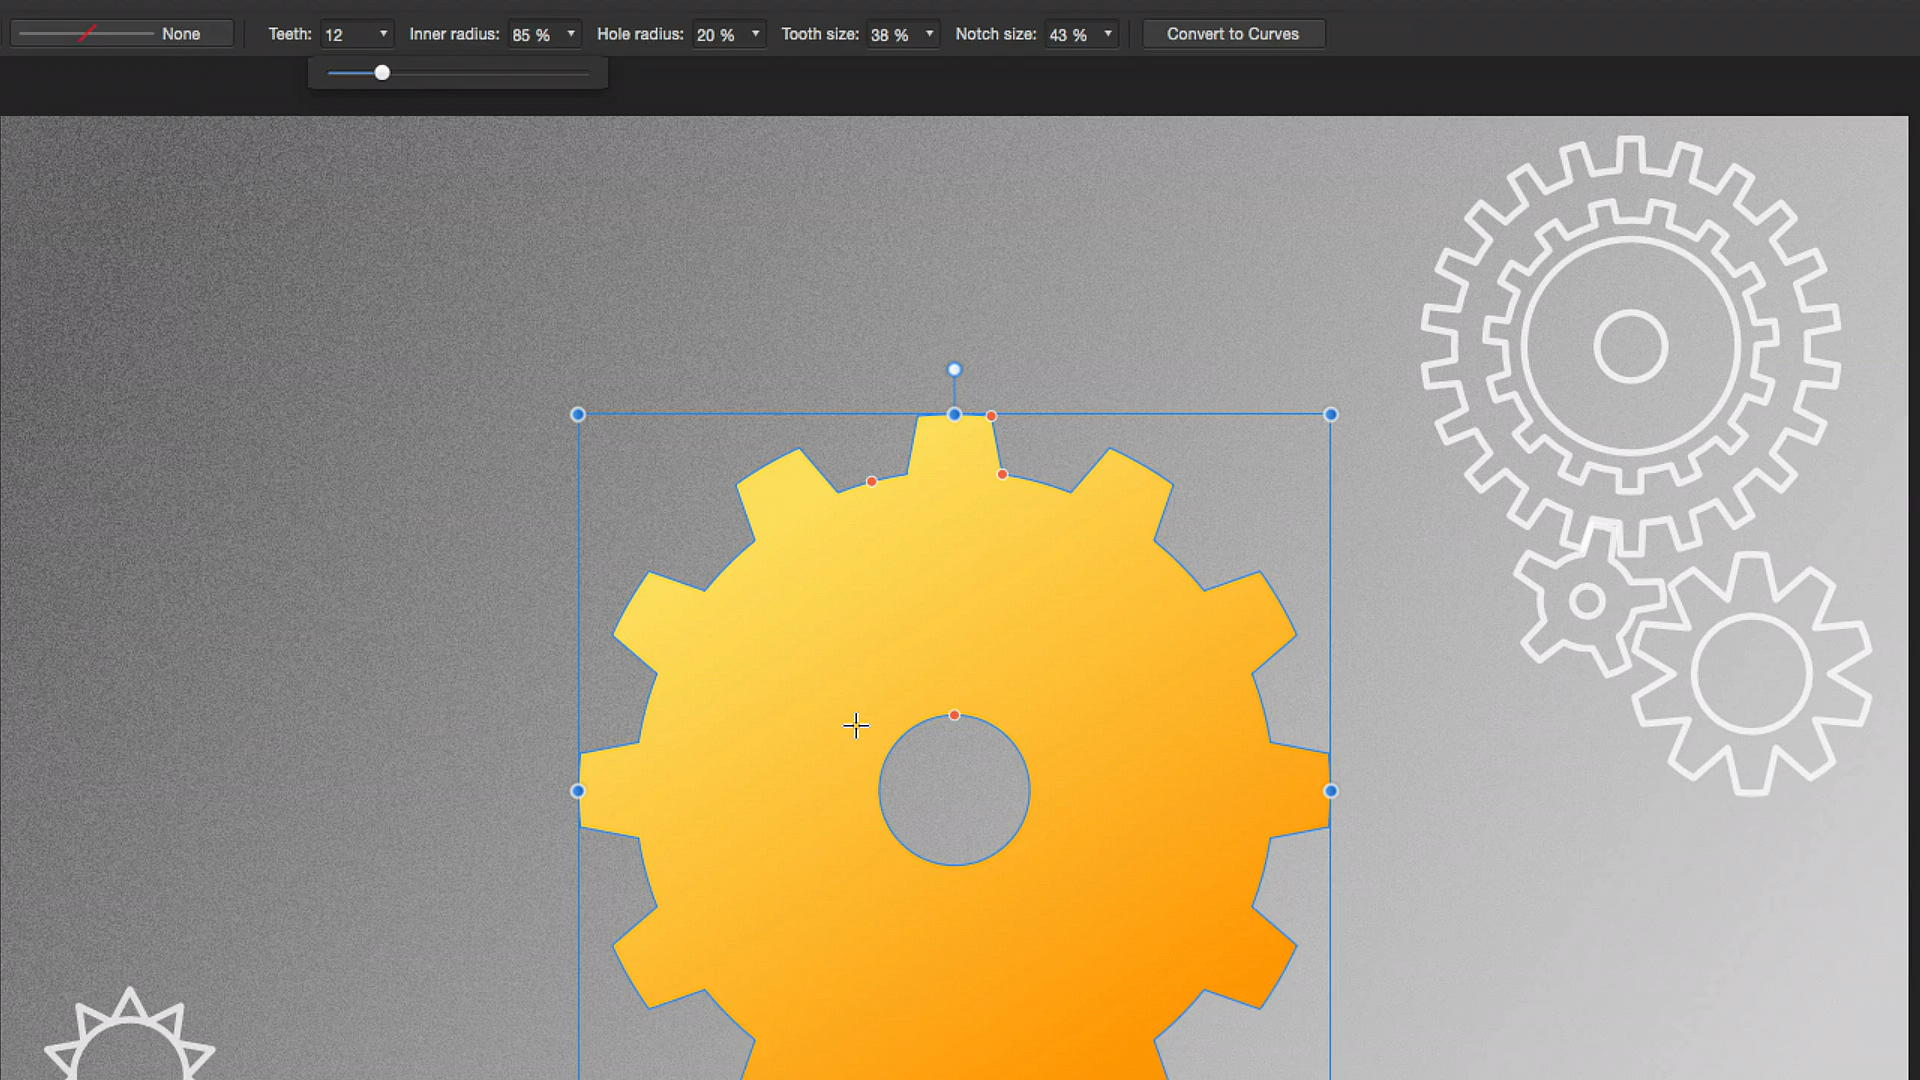 None Teeth: 12 Inner radius: 85 % Hole radius: 20 % Tooth size: 38 % Notch size: 43 % Convert to Curves